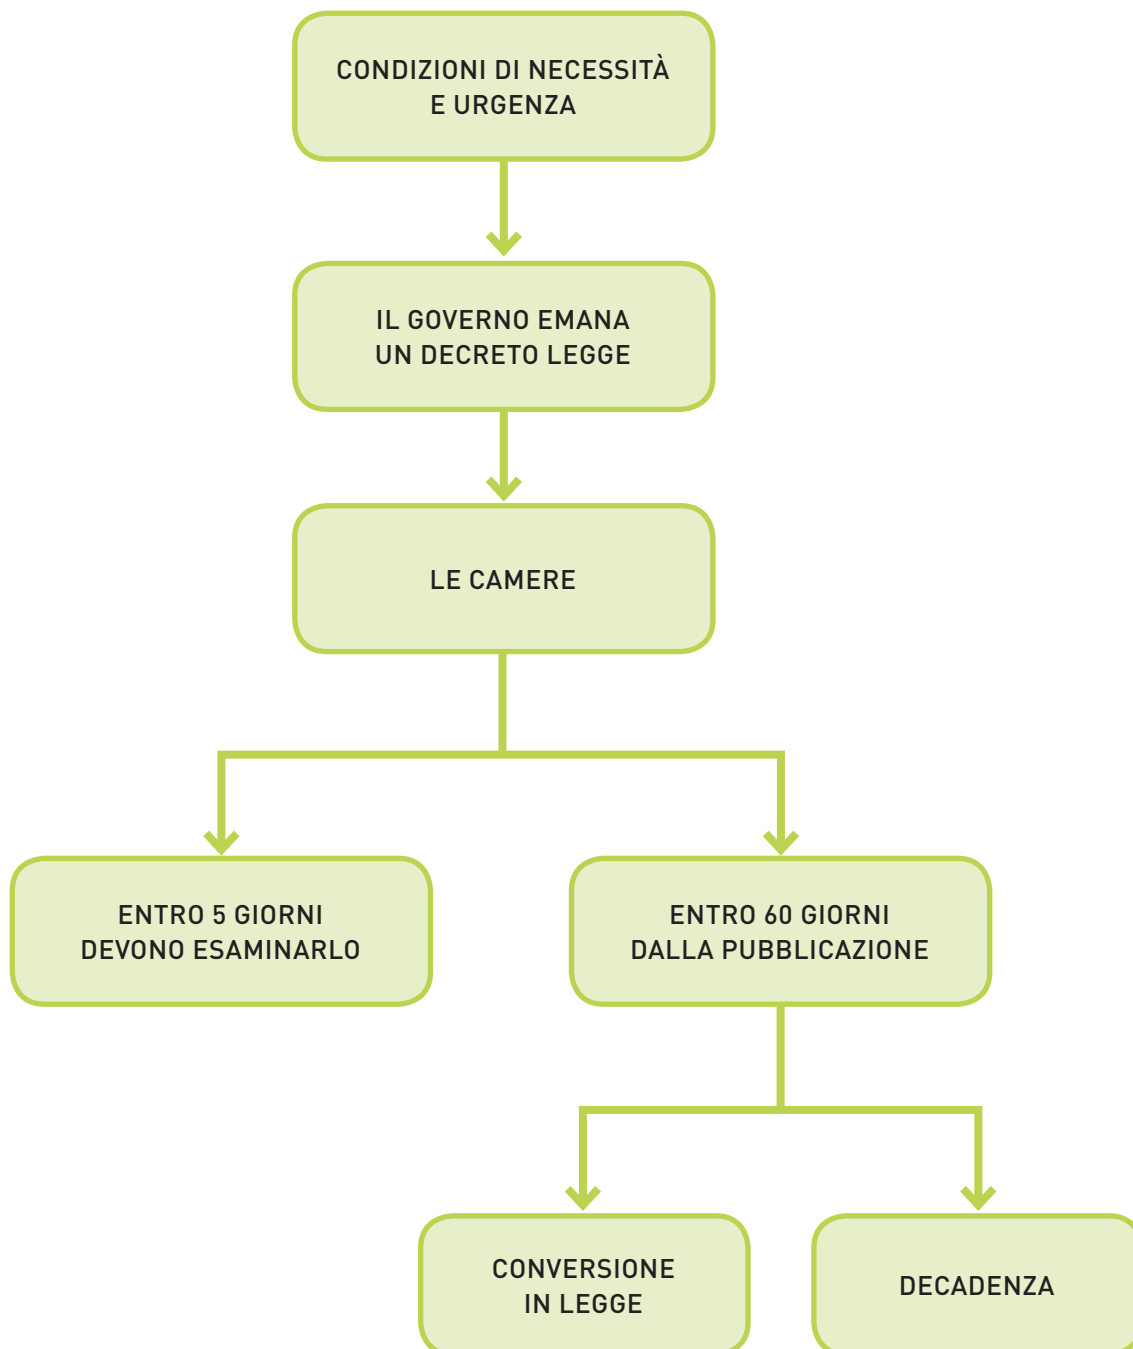 CONDIZIONI DI NECESSITÀ
E URGENZA
IL GOVERNO EMANA
UN DECRETO LEGGE
LE CAMERE
ENTRO 5 GIORNI
DEVONO ESAMINARLO
ENTRO 60 GIORNI
DALLA PUBBLICAZIONE
CONVERSIONE
IN LEGGE
DECADENZA